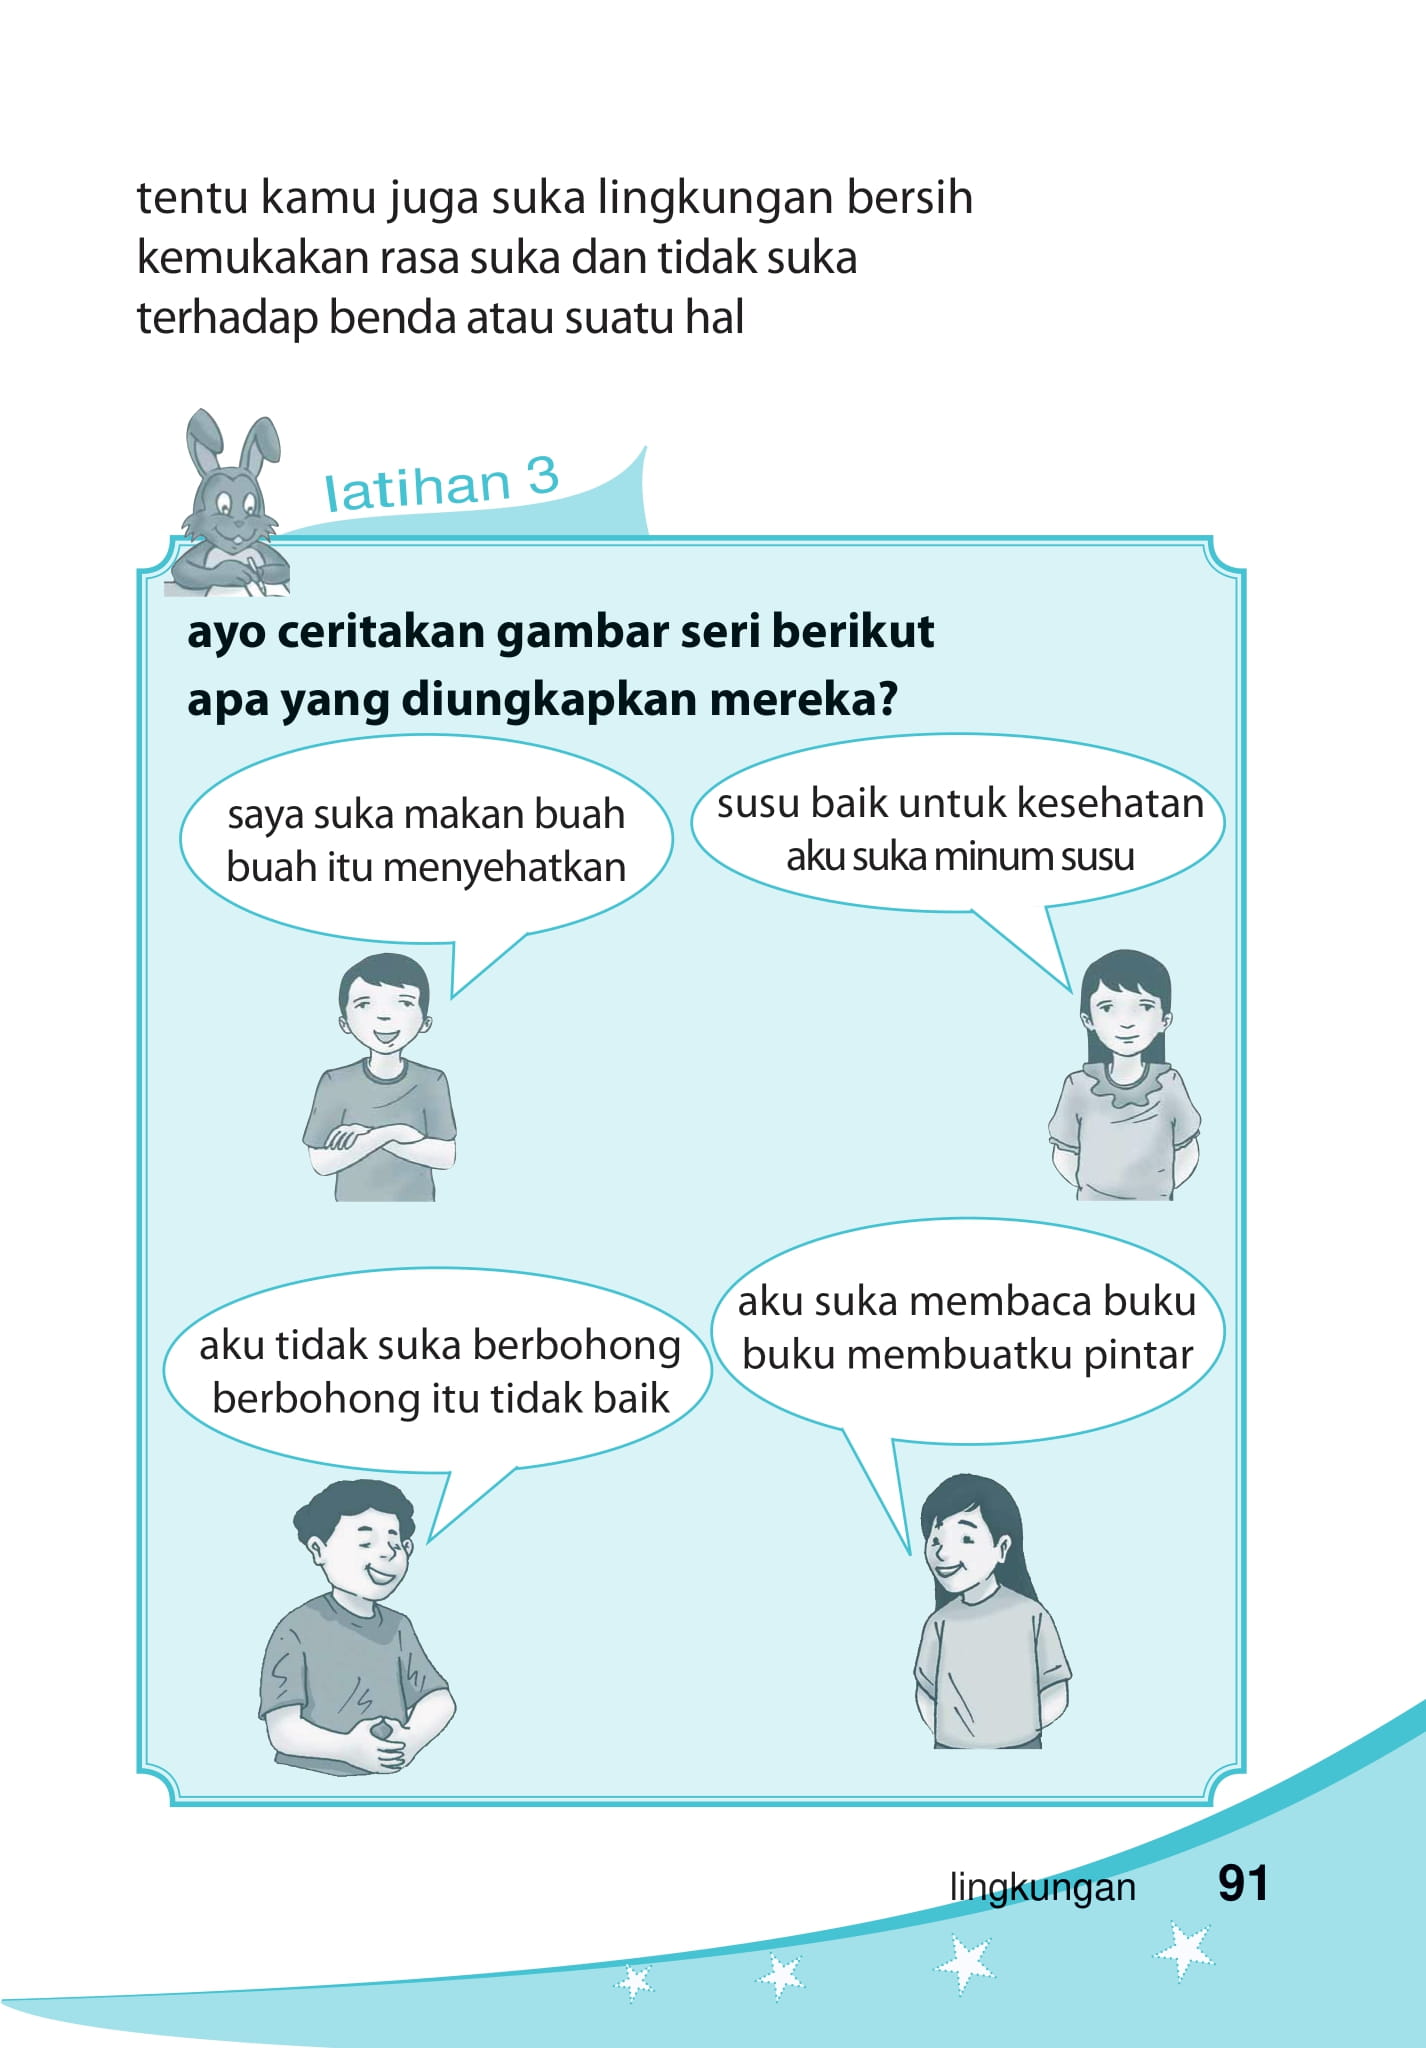 tentu kamu juga suka lingkungan bersih
kemukakan rasa suka dan tidak suka
terhadap benda atau suatu hal
latihan 3
ayo ceritakan gambar seri berikut
apa yang diungkapkan mereka?
saya suka makan buah
buah itu menyehatkan
susu baik untuk kesehatan
aku suka minum susu
aku tidak suka berbohong
berbohong itu tidak baik
aku suka membaca buku
buku membuatku pintar
lingkungan 91